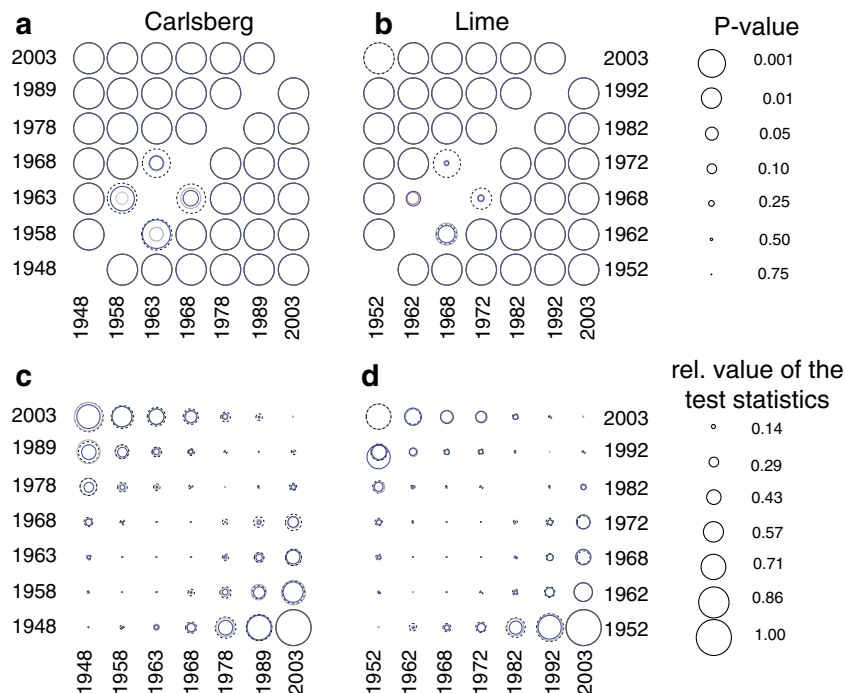 a Carlsberg b Lime P-value
2003 2003 0.001
1989 1992 0.01
1978 1982 0.05
1968 1972 0.10
1963 1968 0.25
1958 1962 0.50
1948 1952 0.75
1948 1958 1963 1968 1978 1989 2003 1952 1962 1968 1972 1982 1992 2003
c d rel. value of the
test statistics
2003 2003 0.14
1989 1992 0.29
1978 1982 0.43
1968 1972 0.57
1963 1968 0.71
1958 1962 0.86
1948 1952 1.00
1948 1958 1963 1968 1978 1989 2003 1952 1962 1968 1972 1982 1992 2003